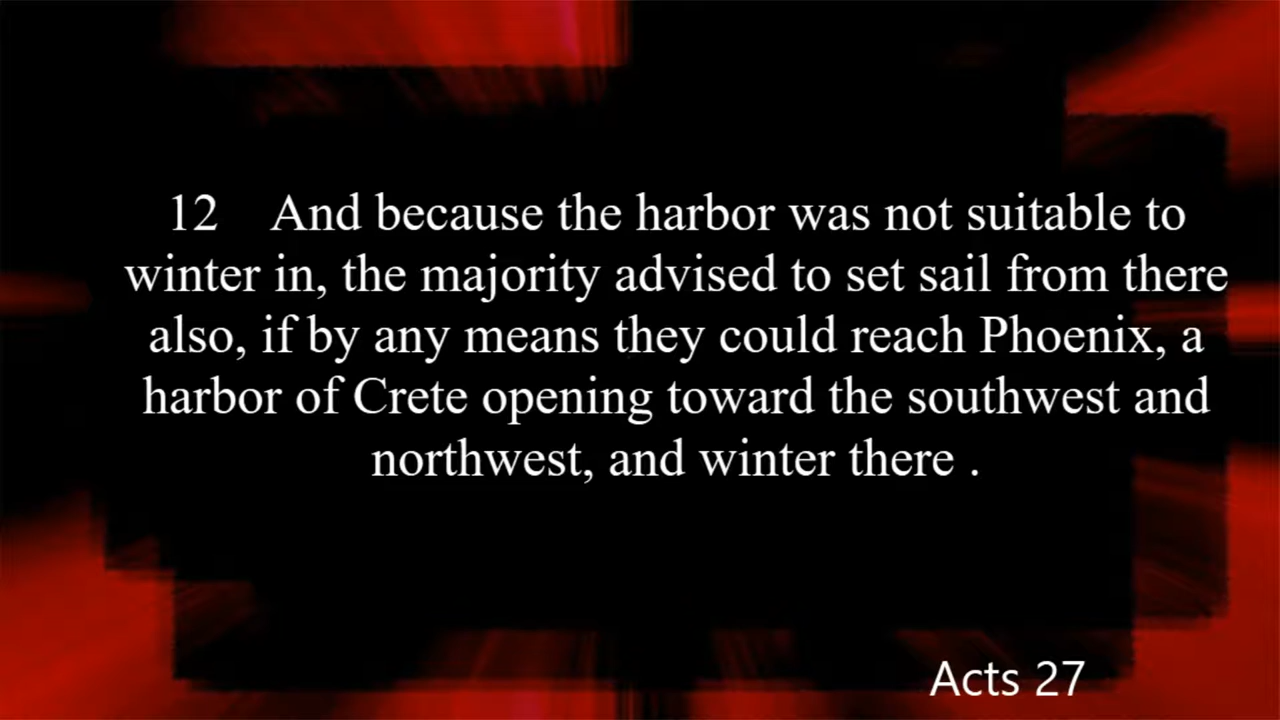 12 And because the harbor was not suitable to
winter in, the majority advised to set sail from there
also, if by any means they could reach Phoenix, a
harbor of Crete opening toward the southwest and
northwest, and winter there .
Acts 27